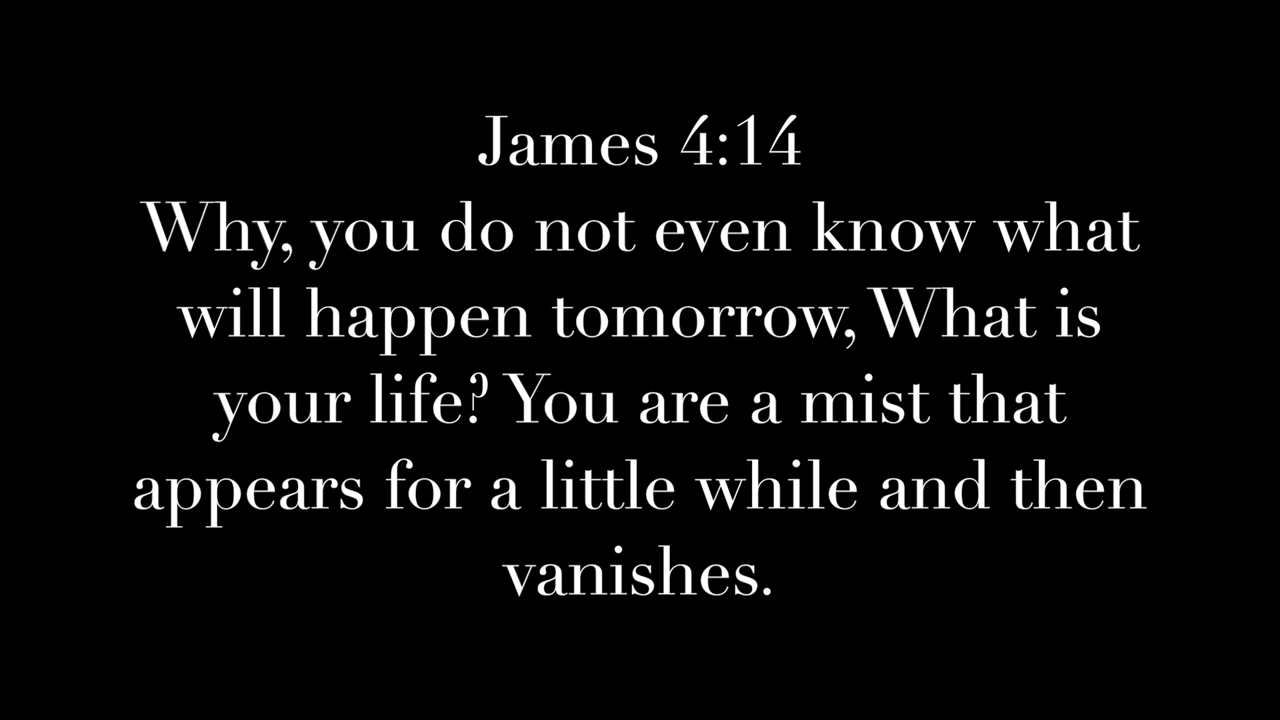 James 4:14
Why, you do not even know what
will happen tomorrow, What is
your life? You are a mist that
appears for a little while and then
vanishes.